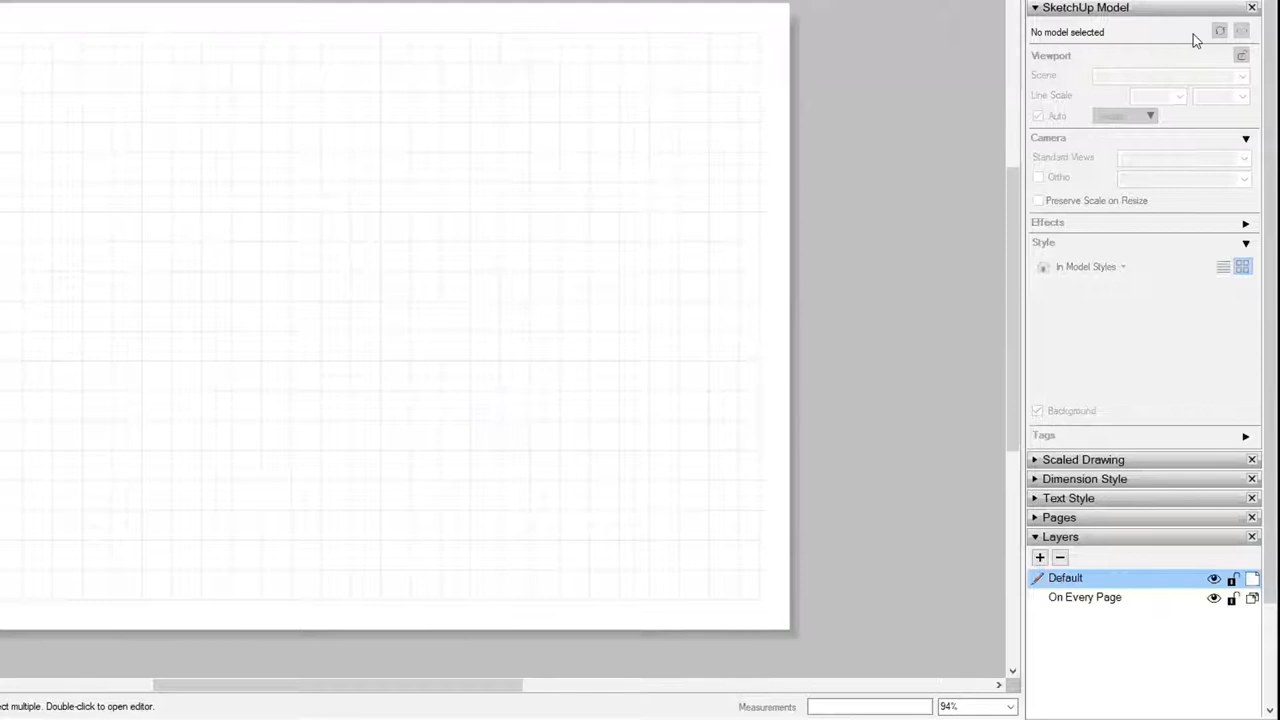 SketchUp Model
No model selected
Viewport
Scene
Line Scale
Auto
Camera
Standard Views
Ortho
Preserve Scale on Resize
Effects
Style
In Model Styles
Background
Tags
Scaled Drawing
Dimension Style
Text Style
Pages
Layers
Default
On Every Page
ect multiple. Double-click to open editor.
Measurements
94%